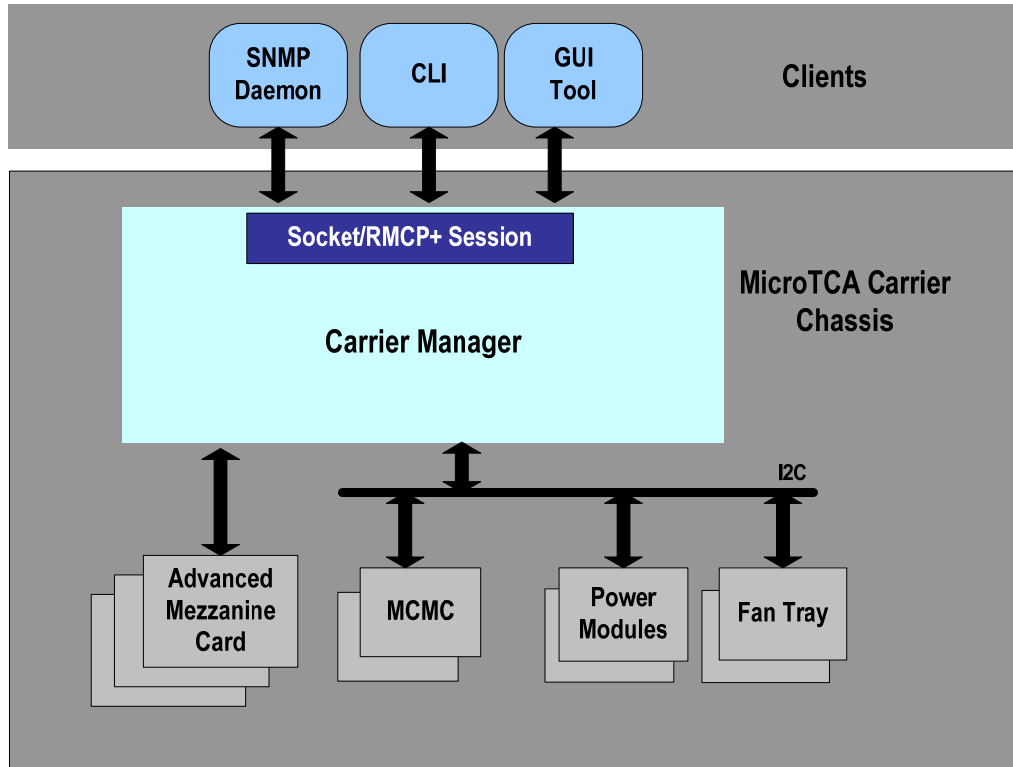 SNMP
Daemon
CLI
GUI
Tool
Clients
Socket/RMCP+ Session
Carrier Manager
MicroTCA Carrier
Chassis
I2C
Advanced
Mezzanine
Card
MCMC
Power
Modules
Fan Tray